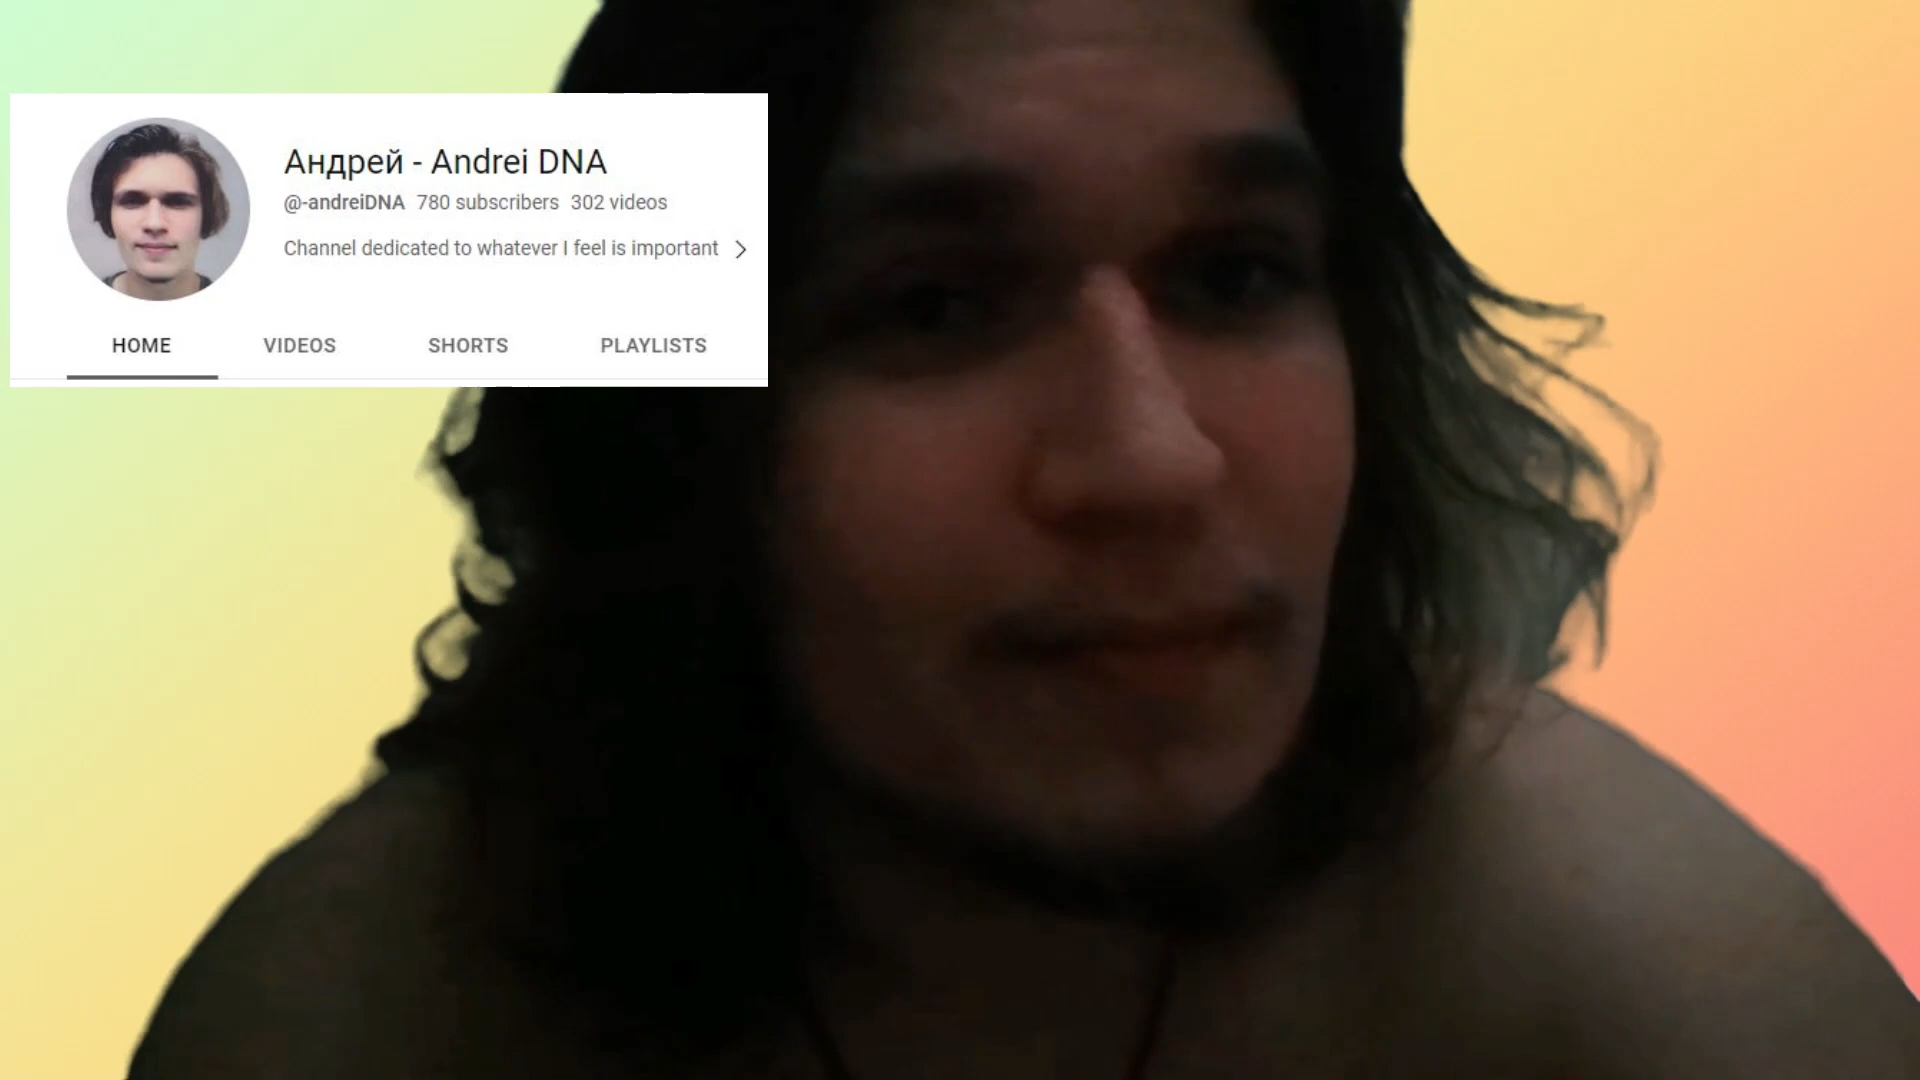 Андрей - Andrei DNA
@-andreiDNA 780 subscribers 302 videos
Channel dedicated to whatever I feel is important
HOME VIDEOS SHORTS PLAYLISTS